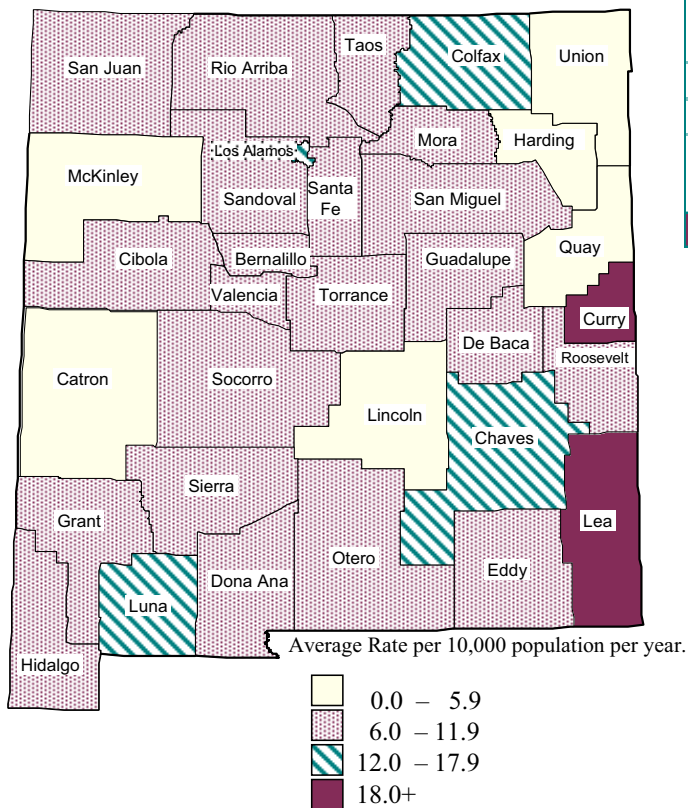 Taos
Colfax
Union
San Juan
Rio Arriba
Mora
Harding
Los Alamos
McKinley
Santa
Fe
Sandoval
San Miguel
Quay
Cibola
Bernalillo
Guadalupe
Valencia
Torrance
Curry
De Baca
Roosevelt
Catron
Socorro
Lincoln
Chaves
Sierra
Grant
Lea
Otero
Eddy
Dona Ana
Luna
Hidalgo
Average Rate per 10,000 population per year.
0.0 – 5.9
6.0 – 11.9
12.0 – 17.9
18.0+